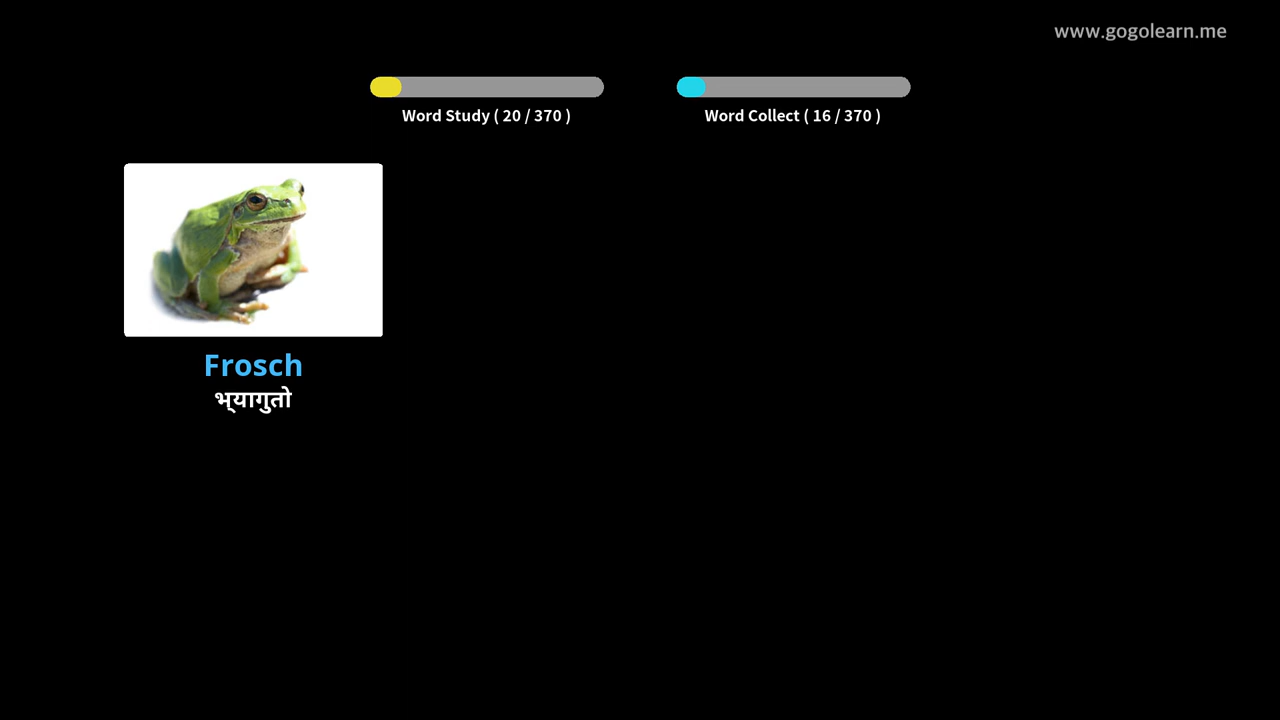 www.gogolearn.me
Word Study ( 20 / 370 )
Word Collect ( 16 / 370 )
Frosch
भ्यागुतो